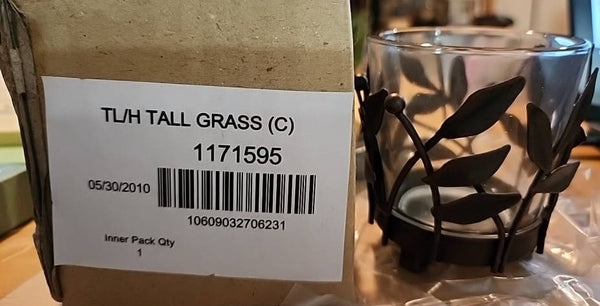 TL/H TALL GRASS (C)
1171595
05/30/2010
10609032706231
Inner Pack Qty
1